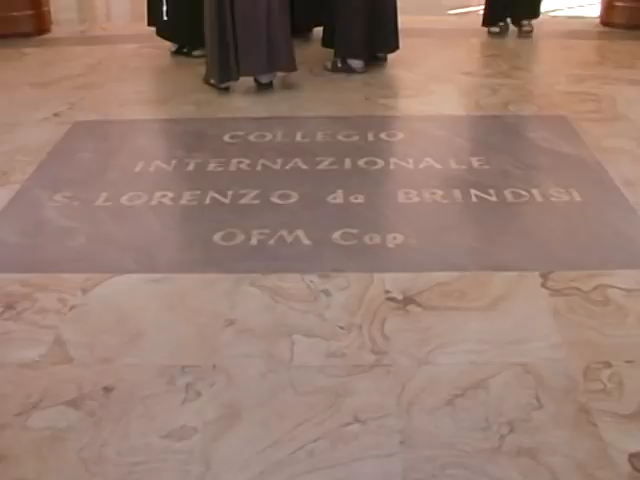 COLLEGIO
INTERNAZIONALE
S. LORENZO da BRINDISI
OFM Cap.